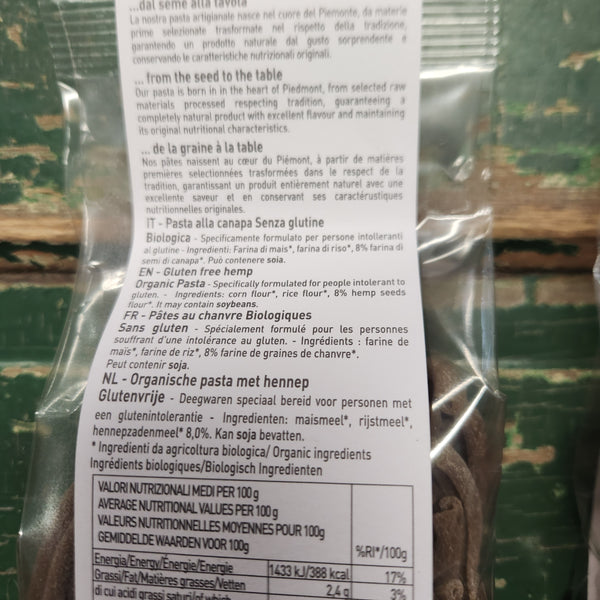 ...dal seme alla tavola
La nostra pasta artigianale nasce nel cuore del Piemonte, da materie
prime selezionate trasformate nel rispetto della tradizione,
garantendo un prodotto naturale dal gusto sorprendente e
conservando le caratteristiche nutrizionali originali.
... from the seed to the table
Our pasta is born in in the heart of Piedmont, from selected raw
materials processed respecting tradition, guaranteeing a
completely natural product with excellent flavour and maintaining
its original nutritional characteristics.
... de la graine à la table
Nos pâtes naissent au cœur du Piémont, à partir de matières
premières selectionnées trasformées dans le respect de la
tradition, garantissant un produit entièrement naturel avec une
excellente saveur et en conservant ses caractéristiques
nutritionnelles originales.
IT - Pasta alla canapa Senza glutine
Biologica - Specificamente formulato per persone intolleranti
al glutine - Ingredienti: Farina di mais*, farina di riso*, 8% farina di
semi di canapa*. Può contenere soia.
EN - Gluten free hemp
Organic Pasta - Specifically formulated for people intolerant to
gluten. - Ingredients: corn flour*, rice flour*, 8% hemp seeds
flour*. It may contain soybeans.
FR - Pâtes au chanvre Biologiques
Sans gluten - Spécialement formulé pour les personnes
souffrant d'une intolérance au gluten. - Ingrédients : farine de
maïs*, farine de riz*, 8% farine de graines de chanvre*.
Peut contenir soja.
NL - Organische pasta met hennep
Glutenvrije - Deegwaren speciaal bereid voor personen met
een glutenintolerantie - Ingredienten: maismeel*, rijstmeel*,
hennepzadenmeel* 8,0%. Kan soja bevatten.
* Ingredienti da agricoltura biologica/ Organic ingredients
Ingrédients biologiques/Biologisch Ingredienten
VALORI NUTRIZIONALI MEDI PER 100 g
AVERAGE NUTRITIONAL VALUES PER 100 g
VALEURS NUTRITIONNELLES MOYENNES POUR 100g
GEMIDDELDE WAARDEN VOOR 100g
%RI*/100g
Energia/Energy/Énergie/Energie 1433 kJ/388 kcal 17%
Grassi/Fat/Matières grasses/Vetten 2,4 g 3%
di cui acidi grassi saturi/of which